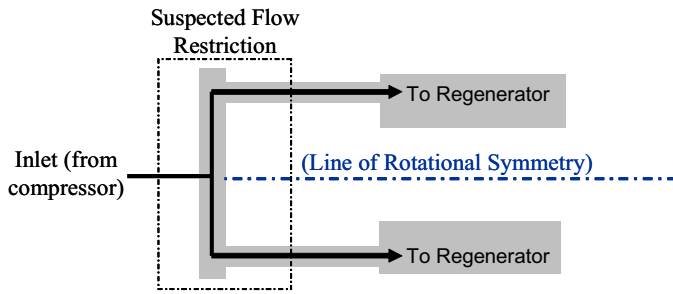 Suspected Flow
Restriction
To Regenerator
Inlet (from
compressor)
(Line of Rotational Symmetry)
To Regenerator